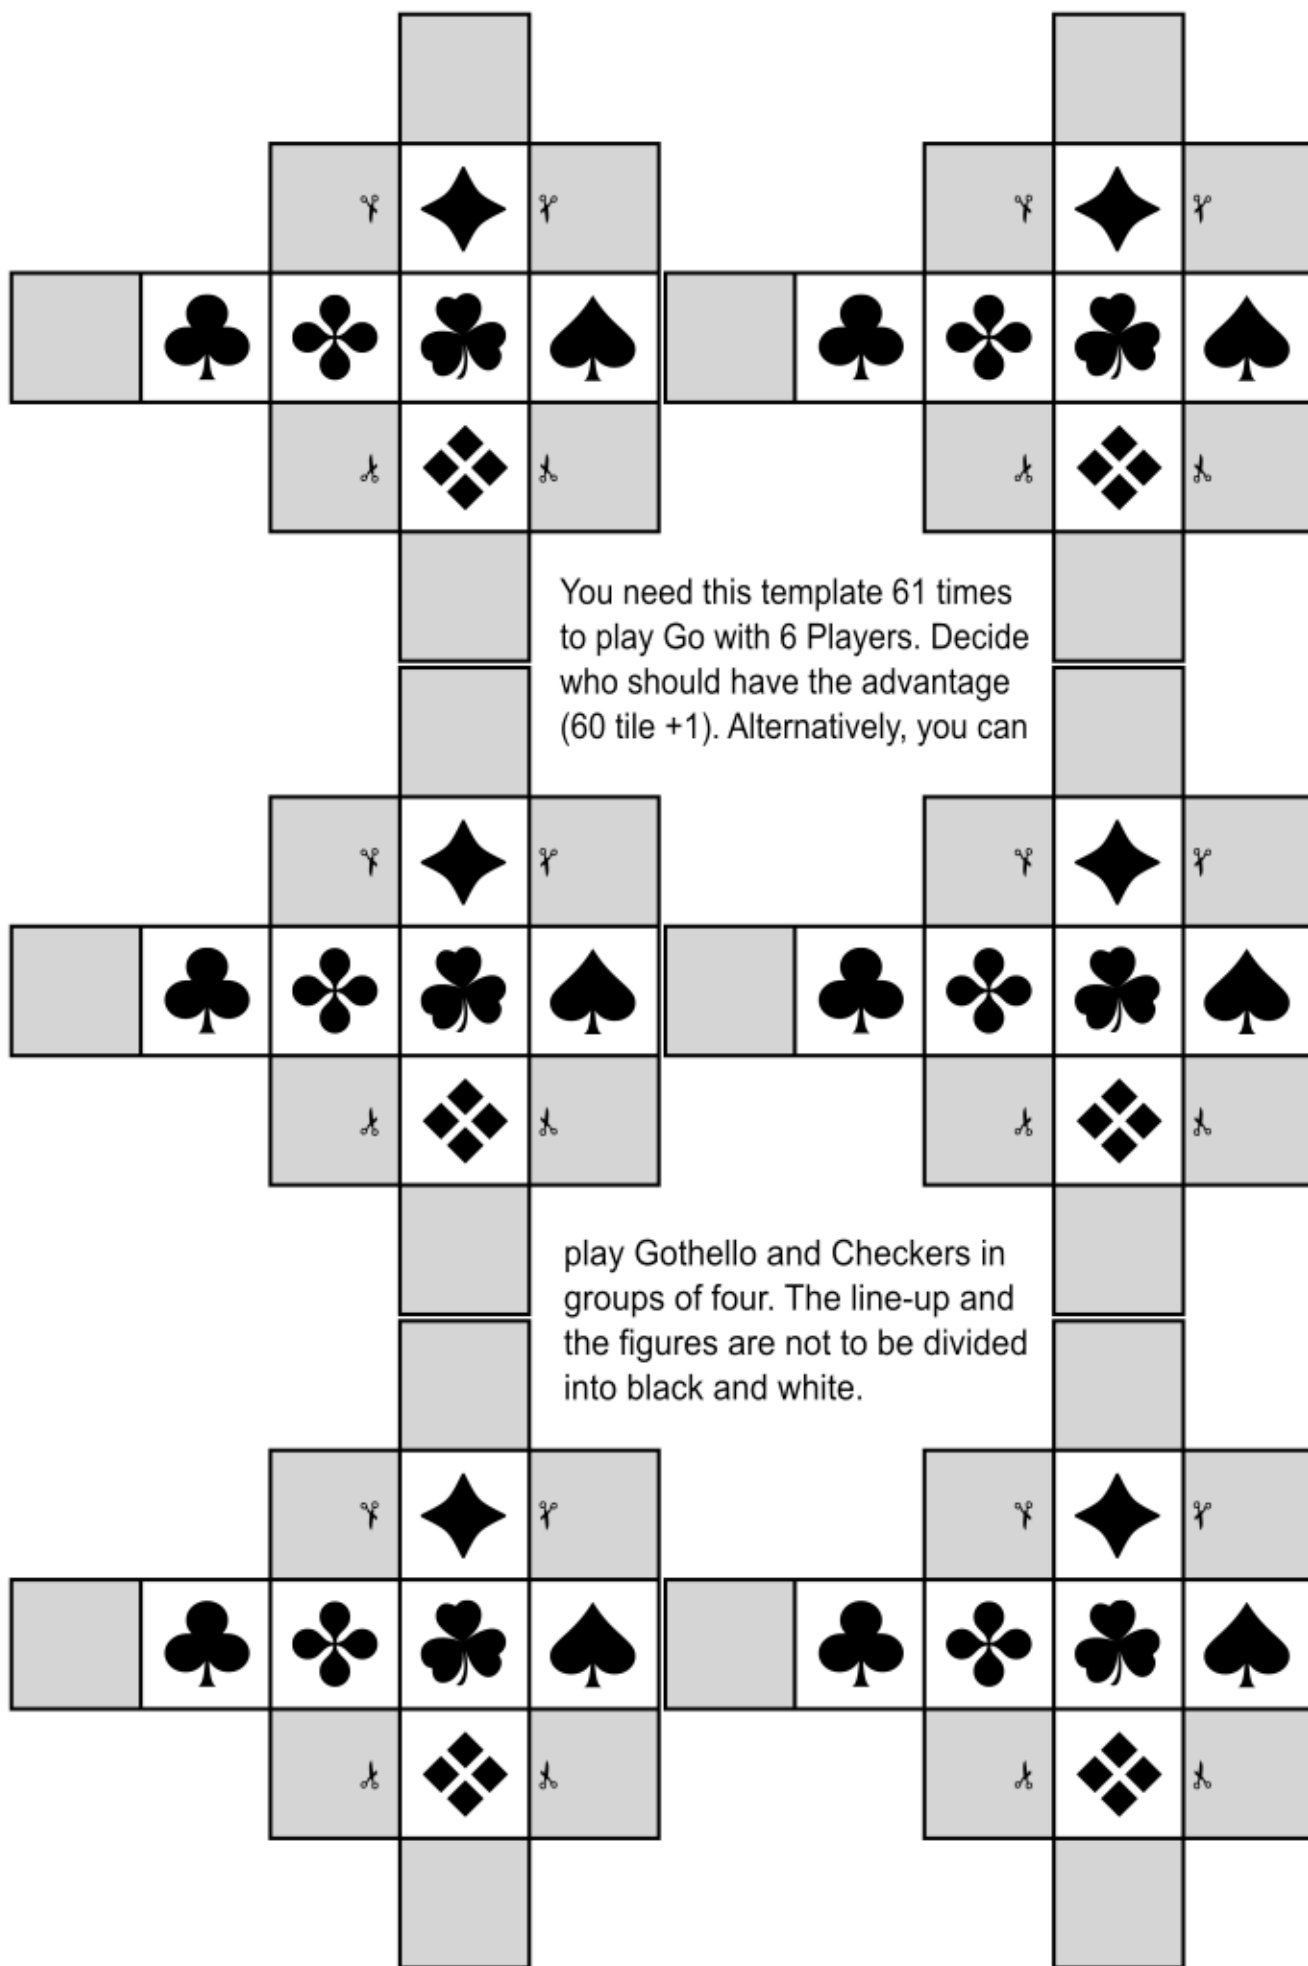 You need this template 61 times
to play Go with 6 Players. Decide
who should have the advantage
(60 tile +1). Alternatively, you can
play Gothello and Checkers in
groups of four. The line-up and
the figures are not to be divided
into black and white.